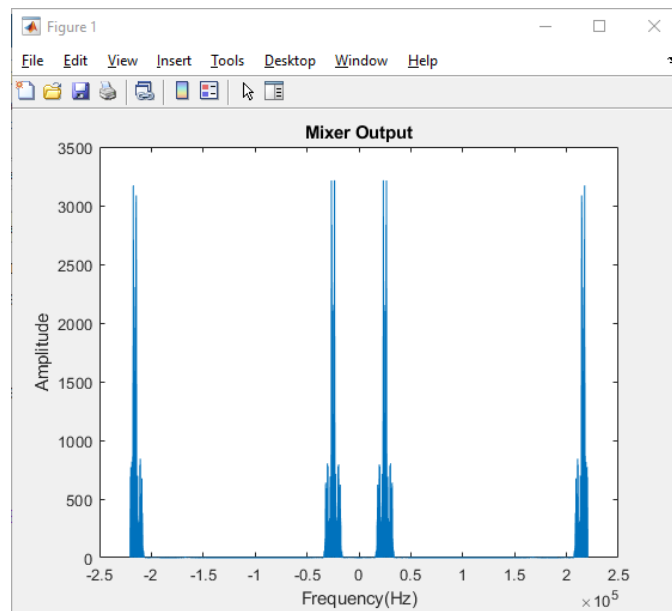 Figure 1
File Edit View Insert Tools Desktop Window Help
Mixer Output
3500
3000
2500
2000
1500
1000
500
0
Amplitude
-2.5 -2 -1.5 -1 -0.5 0 0.5 1 1.5 2 2.5
Frequency(Hz)
× 10⁵